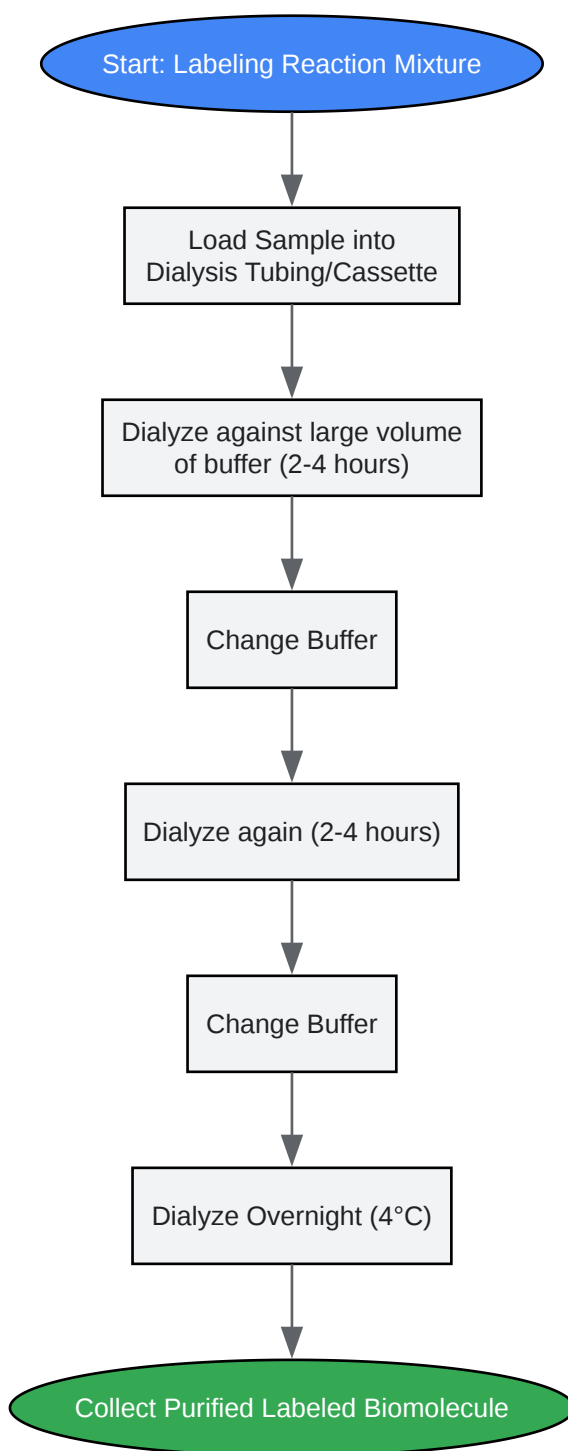 Start: Labeling Reaction Mixture
Load Sample into
Dialysis Tubing/Cassette
Dialyze against large volume
of buffer (2-4 hours)
Change Buffer
Dialyze again (2-4 hours)
Change Buffer
Dialyze Overnight (4°C)
Collect Purified Labeled Biomolecule